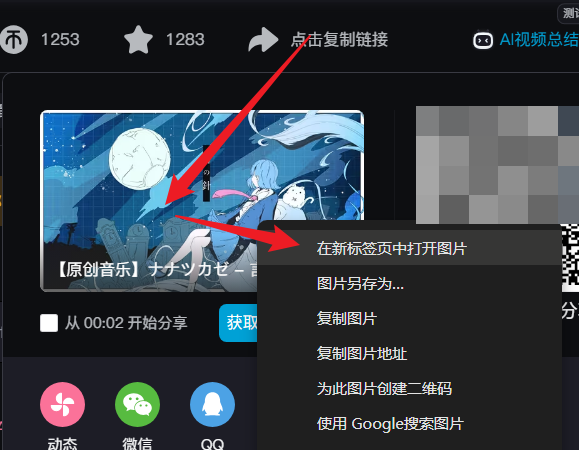 测试
1253
1283
点击复制链接
AI视频总结
【原创音乐】ナナツカゼ –
从 00:02 开始分享
获取
分
在新标签页中打开图片
图片另存为...
复制图片
复制图片地址
为此图片创建二维码
使用 Google搜索图片
动态
微信
QQ